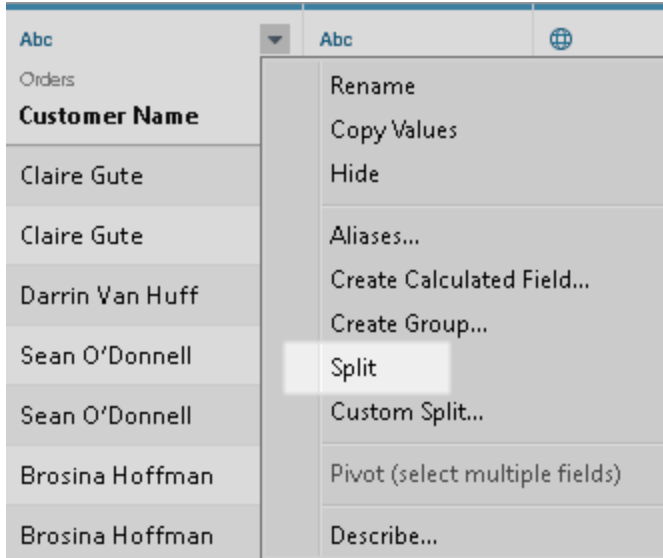 Abc
Abc
Orders
Customer Name
Claire Gute
Claire Gute
Darrin Van Huff
Sean O'Donnell
Sean O'Donnell
Brosina Hoffman
Brosina Hoffman
Rename
Copy Values
Hide
Aliases...
Create Calculated Field...
Create Group...
Split
Custom Split...
Pivot (select multiple fields)
Describe...